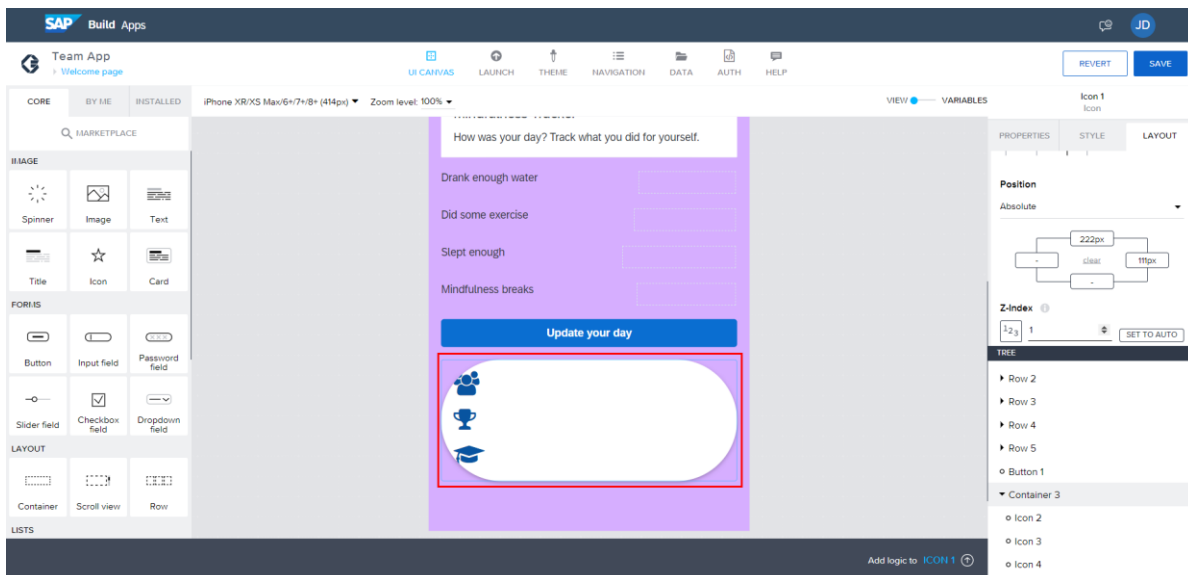 SAP Build Apps
JD
Team App
Welcome page
UI CANVAS
LAUNCH
THEME
NAVIGATION
DATA
AUTH
HELP
REVERT
SAVE
CORE
BY ME
INSTALLED
iPhone XR/XS Max/6+/7+/8+ (414px)
Zoom level: 100%
VIEW
VARIABLES
Icon 1
Icon
MARKETPLACE
IMAGE
Spinner
Image
Text
Title
Icon
Card
FORMS
Button
Input field
Password field
Slider field
Checkbox field
Dropdown field
LAYOUT
Container
Scroll view
Row
LISTS
How was your day? Track what you did for yourself.
Drank enough water
Did some exercise
Slept enough
Mindfulness breaks
Update your day
PROPERTIES
STYLE
LAYOUT
Position
Absolute
222px
-
clear
111px
-
Z-Index
123
1
SET TO AUTO
TREE
Row 2
Row 3
Row 4
Row 5
Button 1
Container 3
Icon 2
Icon 3
Icon 4
Add logic to ICON 1